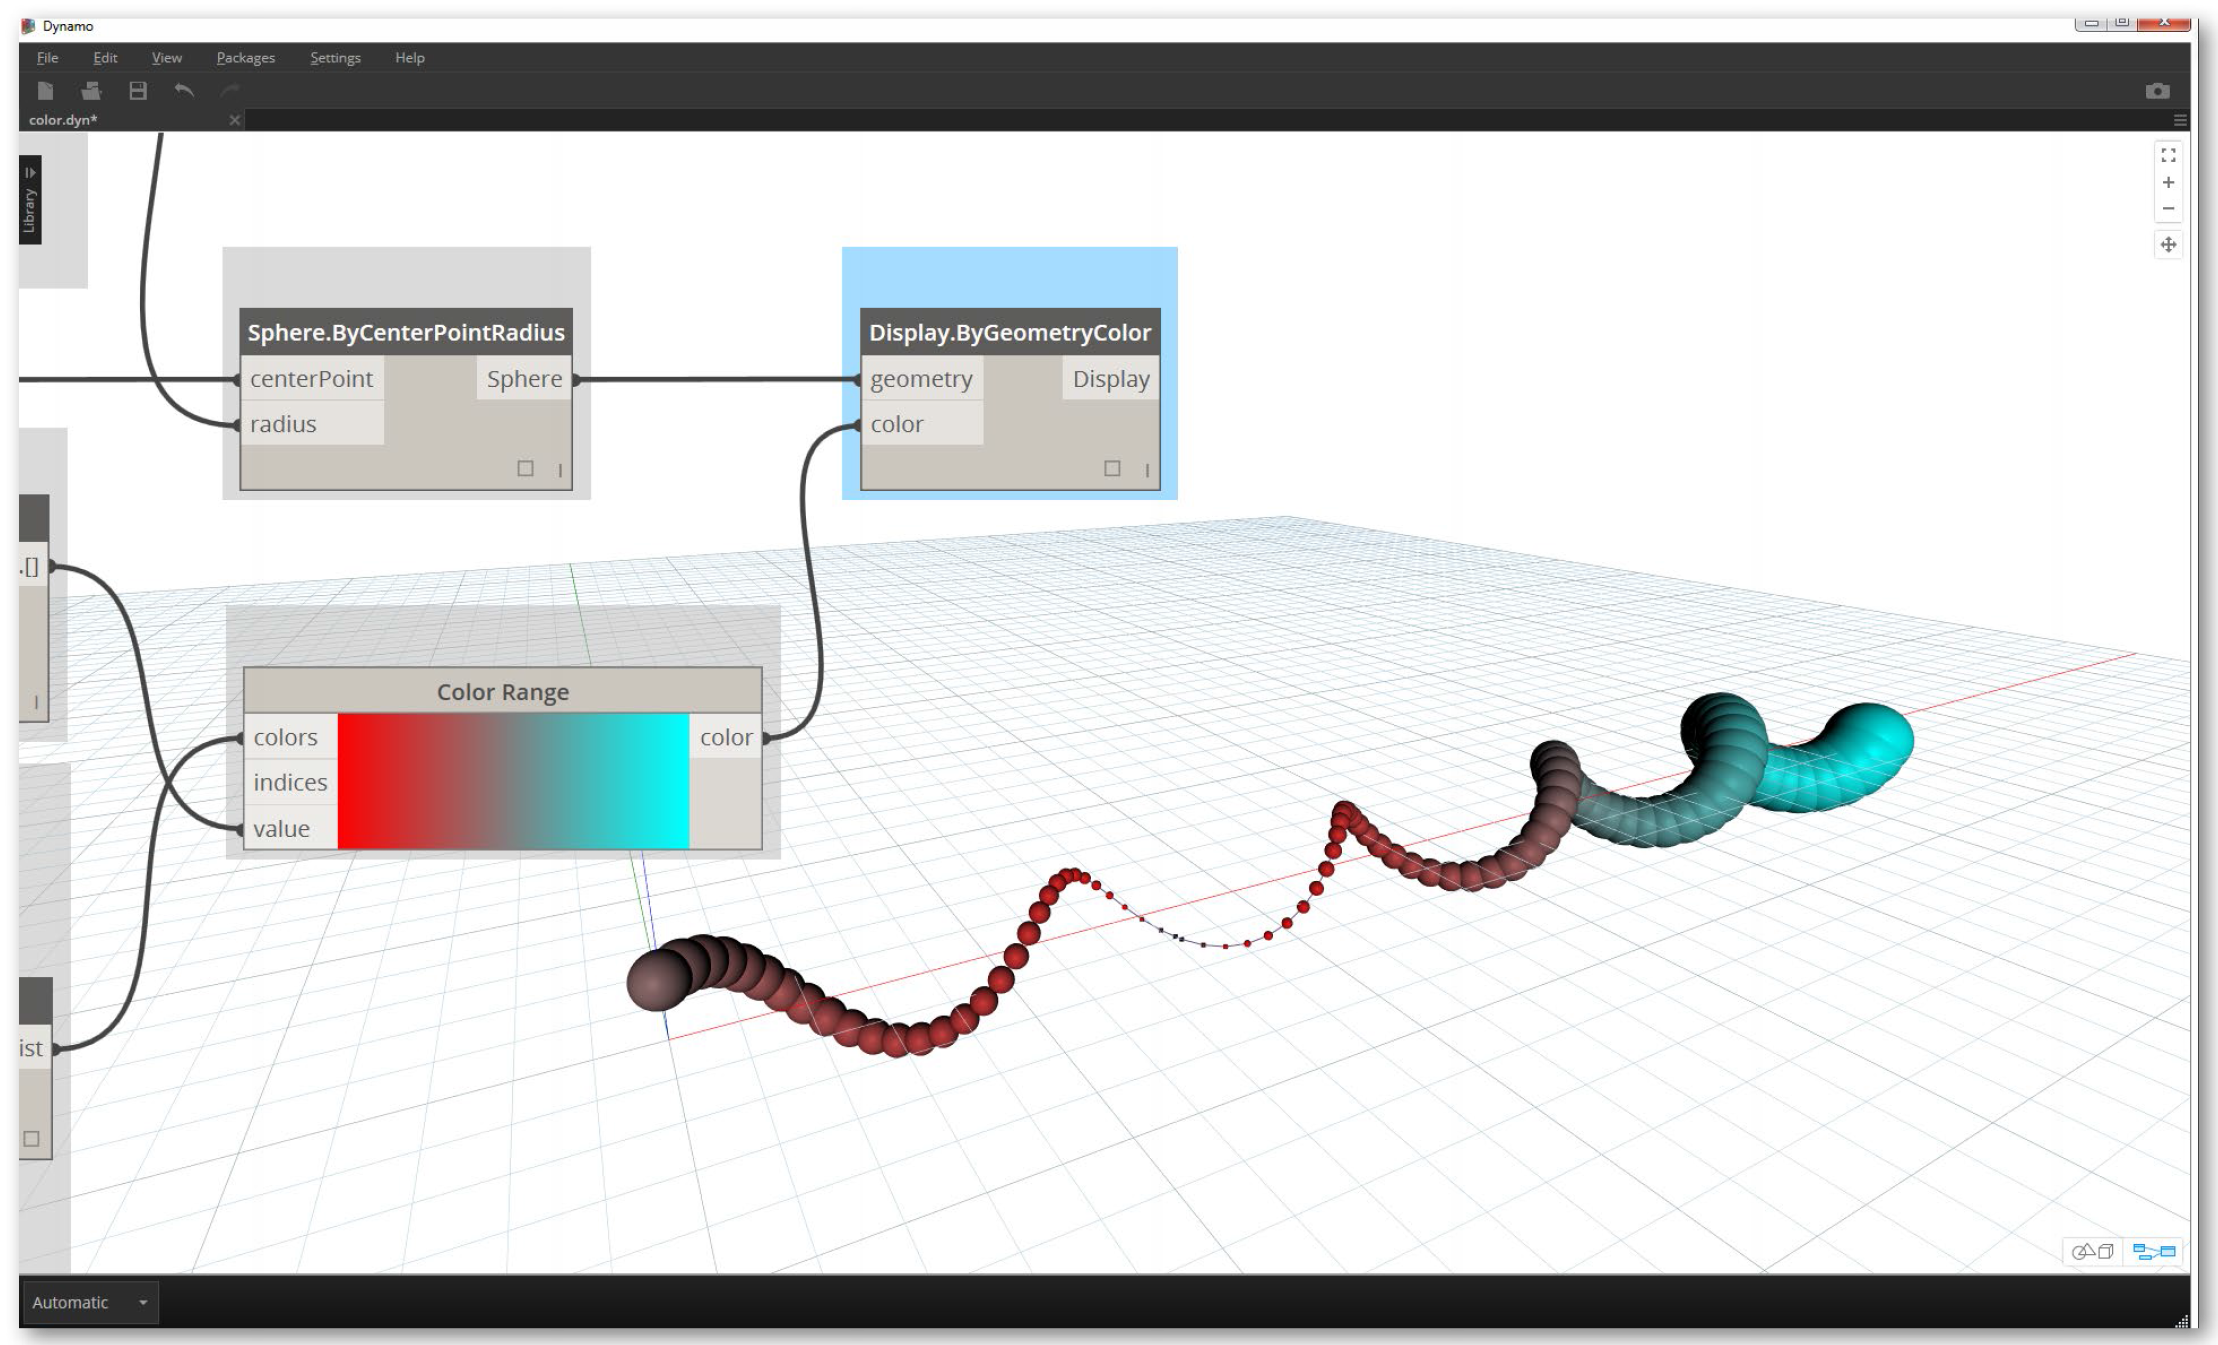 Dynamo
File Edit View Packages Settings Help
color.dyn*
Library
Sphere.ByCenterPointRadius
centerPoint Sphere
radius
Display.ByGeometryColor
geometry Display
color
.[]
Color Range
colors color
indices
value
ist
Automatic